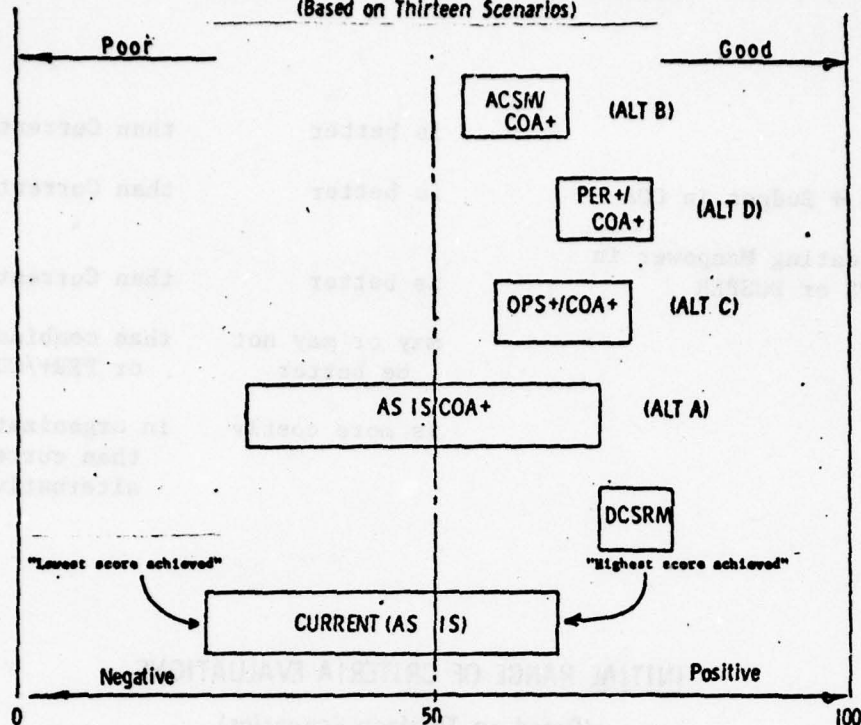 (Based on Thirteen Scenarios)
Poor
Good
ACSM/
COA+
(ALT B)
PER+/
COA+
(ALT D)
OPS+/COA+
(ALT C)
AS IS/COA+
(ALT A)
DCSRM
"Lowest score achieved"
"Highest score achieved"
CURRENT (AS IS)
Negative
Positive
0
50
100